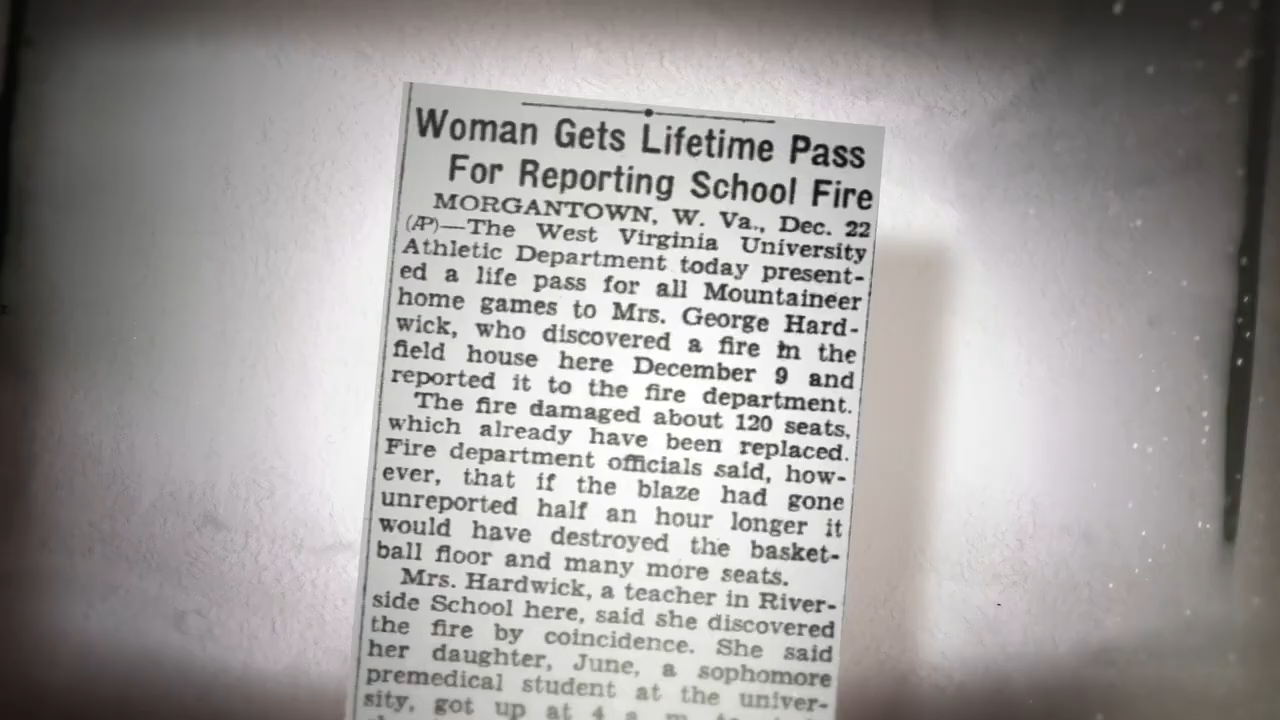 Woman Gets Lifetime Pass
For Reporting School Fire
MORGANTOWN, W. Va., Dec. 22
(AP)—The West Virginia University
Athletic Department today present-
ed a life pass for all Mountaineer
home games to Mrs. George Hard-
wick, who discovered a fire in the
field house here December 9 and
reported it to the fire department.
The fire damaged about 120 seats,
which already have been replaced.
Fire department officials said, how-
ever, that if the blaze had gone
unreported half an hour longer it
would have destroyed the basket-
ball floor and many more seats.
Mrs. Hardwick, a teacher in River-
side School here, said she discovered
the fire by coincidence. She said
her daughter, June, a sophomore
premedical student at the univer-
sity, got up at 4 a. m. to